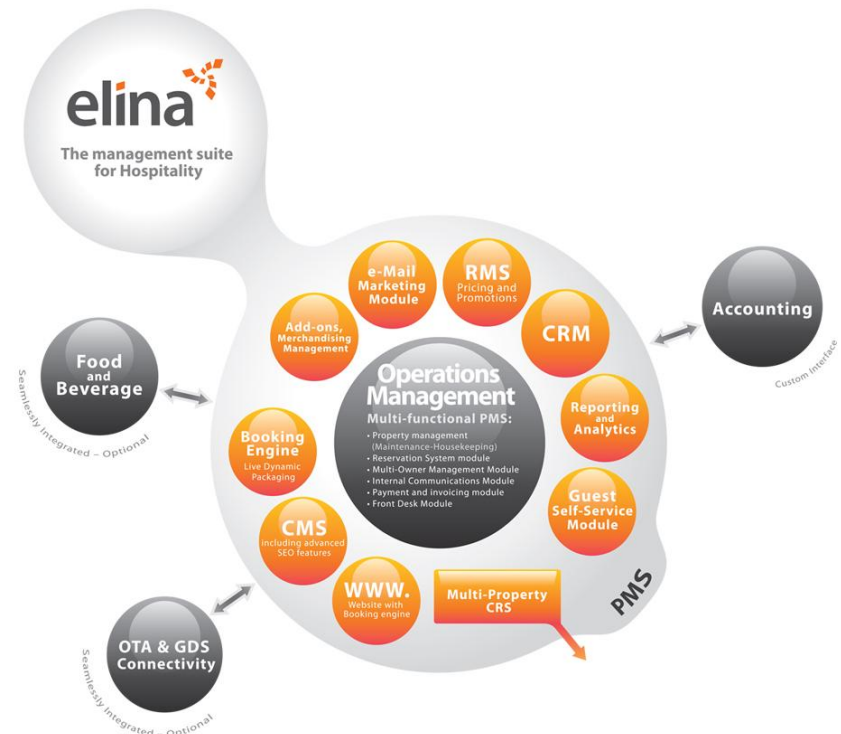 elina
The management suite
for Hospitality
e-Mail
Marketing
Module
RMS
Pricing and
Promotions
Add-ons,
Merchandising
Management
CRM
Accounting
Custom Interface
Food
and
Beverage
Seamlessly Integrated – Optional
Operations
Management
Multi-functional PMS:
• Property management
(Maintenance-Housekeeping)
• Reservation System module
• Multi-Owner Management Module
• Internal Communications Module
• Payment and invoicing module
• Front Desk Module
Reporting
and
Analytics
Booking
Engine
Live Dynamic
Packaging
Guest
Self-Service
Module
CMS
including advanced
SEO features
WWW.
Website with
Booking engine
Multi-Property
CRS
PMS
OTA & GDS
Connectivity
Seamlessly Integrated – Optional